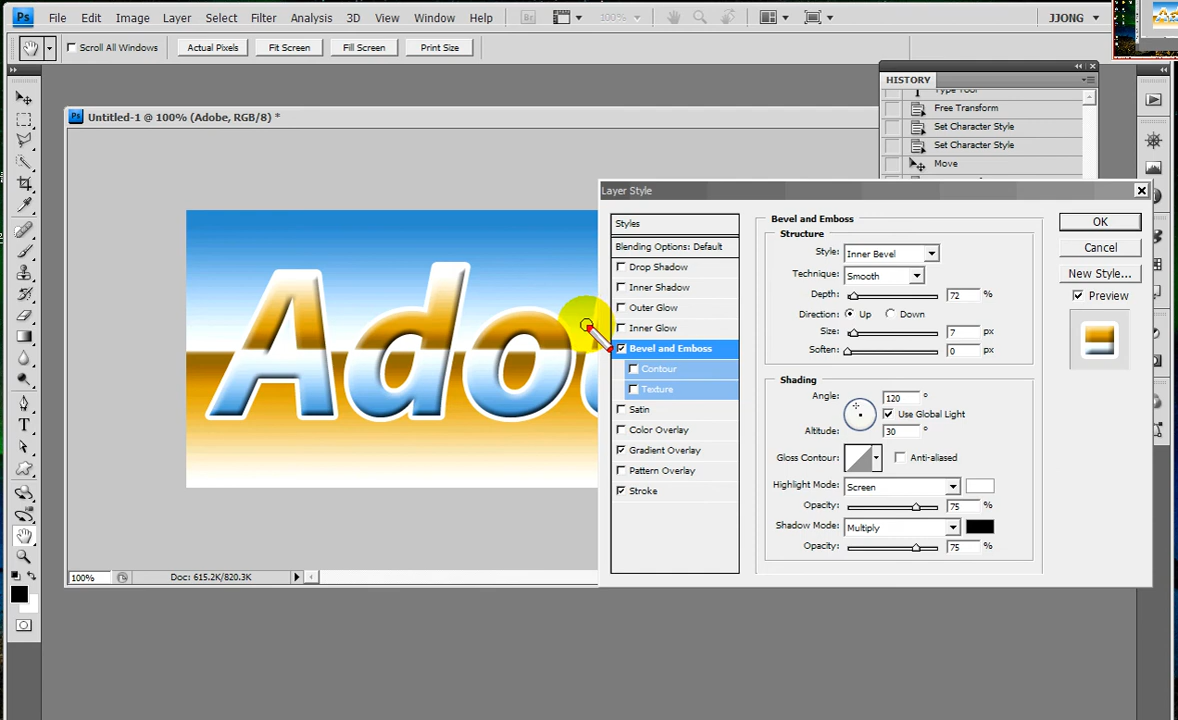 Ps File Edit Image Layer Select Filter Analysis 3D View Window Help Br 100% JJONG
Scroll All Windows Actual Pixels Fit Screen Fill Screen Print Size
HISTORY
Type Tool
Free Transform
Set Character Style
Set Character Style
Move
Ps Untitled-1 @ 100% (Adobe, RGB/8) *
Ado
100% Doc: 615.2K/820.3K
Layer Style
Styles
Blending Options: Default
Drop Shadow
Inner Shadow
Outer Glow
Inner Glow
Bevel and Emboss
Contour
Texture
Satin
Color Overlay
Gradient Overlay
Pattern Overlay
Stroke
Bevel and Emboss
Structure
Style: Inner Bevel
Technique: Smooth
Depth: 72 %
Direction: Up Down
Size: 7 px
Soften: 0 px
Shading
Angle: 120 °
Use Global Light
Altitude: 30 °
Gloss Contour: Anti-aliased
Highlight Mode: Screen
Opacity: 75 %
Shadow Mode: Multiply
Opacity: 75 %
OK
Cancel
New Style...
Preview